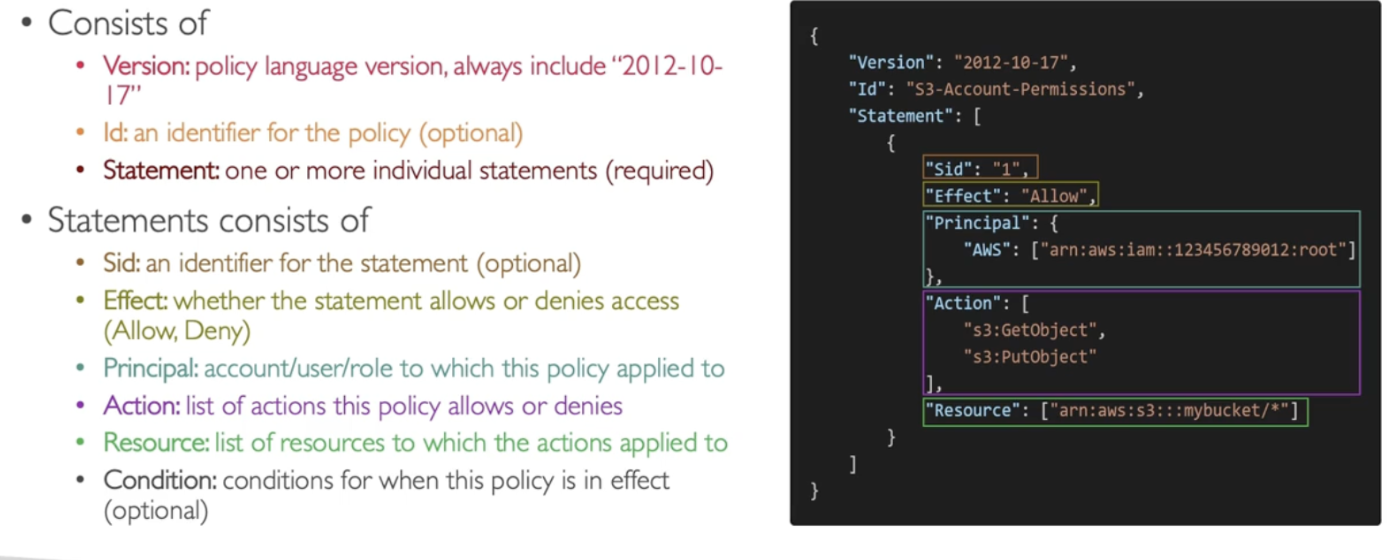 • Consists of
• Version: policy language version, always include “2012-10-
17”
• Id: an identifier for the policy (optional)
• Statement: one or more individual statements (required)
• Statements consists of
• Sid: an identifier for the statement (optional)
• Effect: whether the statement allows or denies access
(Allow, Deny)
• Principal: account/user/role to which this policy applied to
• Action: list of actions this policy allows or denies
• Resource: list of resources to which the actions applied to
• Condition: conditions for when this policy is in effect
(optional)
{
"Version": "2012-10-17",
"Id": "S3-Account-Permissions",
"Statement": [
{
"Sid": "1",
"Effect": "Allow",
"Principal": {
"AWS": ["arn:aws:iam::123456789012:root"]
},
"Action": [
"s3:GetObject",
"s3:PutObject"
],
"Resource": ["arn:aws:s3:::mybucket/*"]
}
]
}